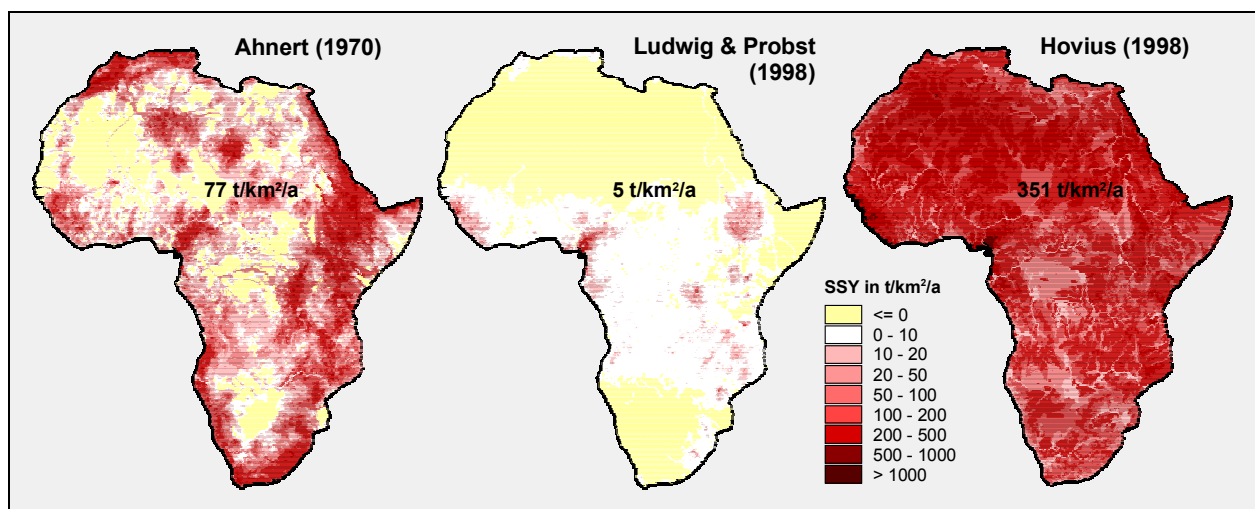 Ahnert (1970)
77 t/km²/a
Ludwig & Probst
(1998)
5 t/km²/a
Hovius (1998)
351 t/km²/a
SSY in t/km²/a
<= 0
0 - 10
10 - 20
20 - 50
50 - 100
100 - 200
200 - 500
500 - 1000
> 1000